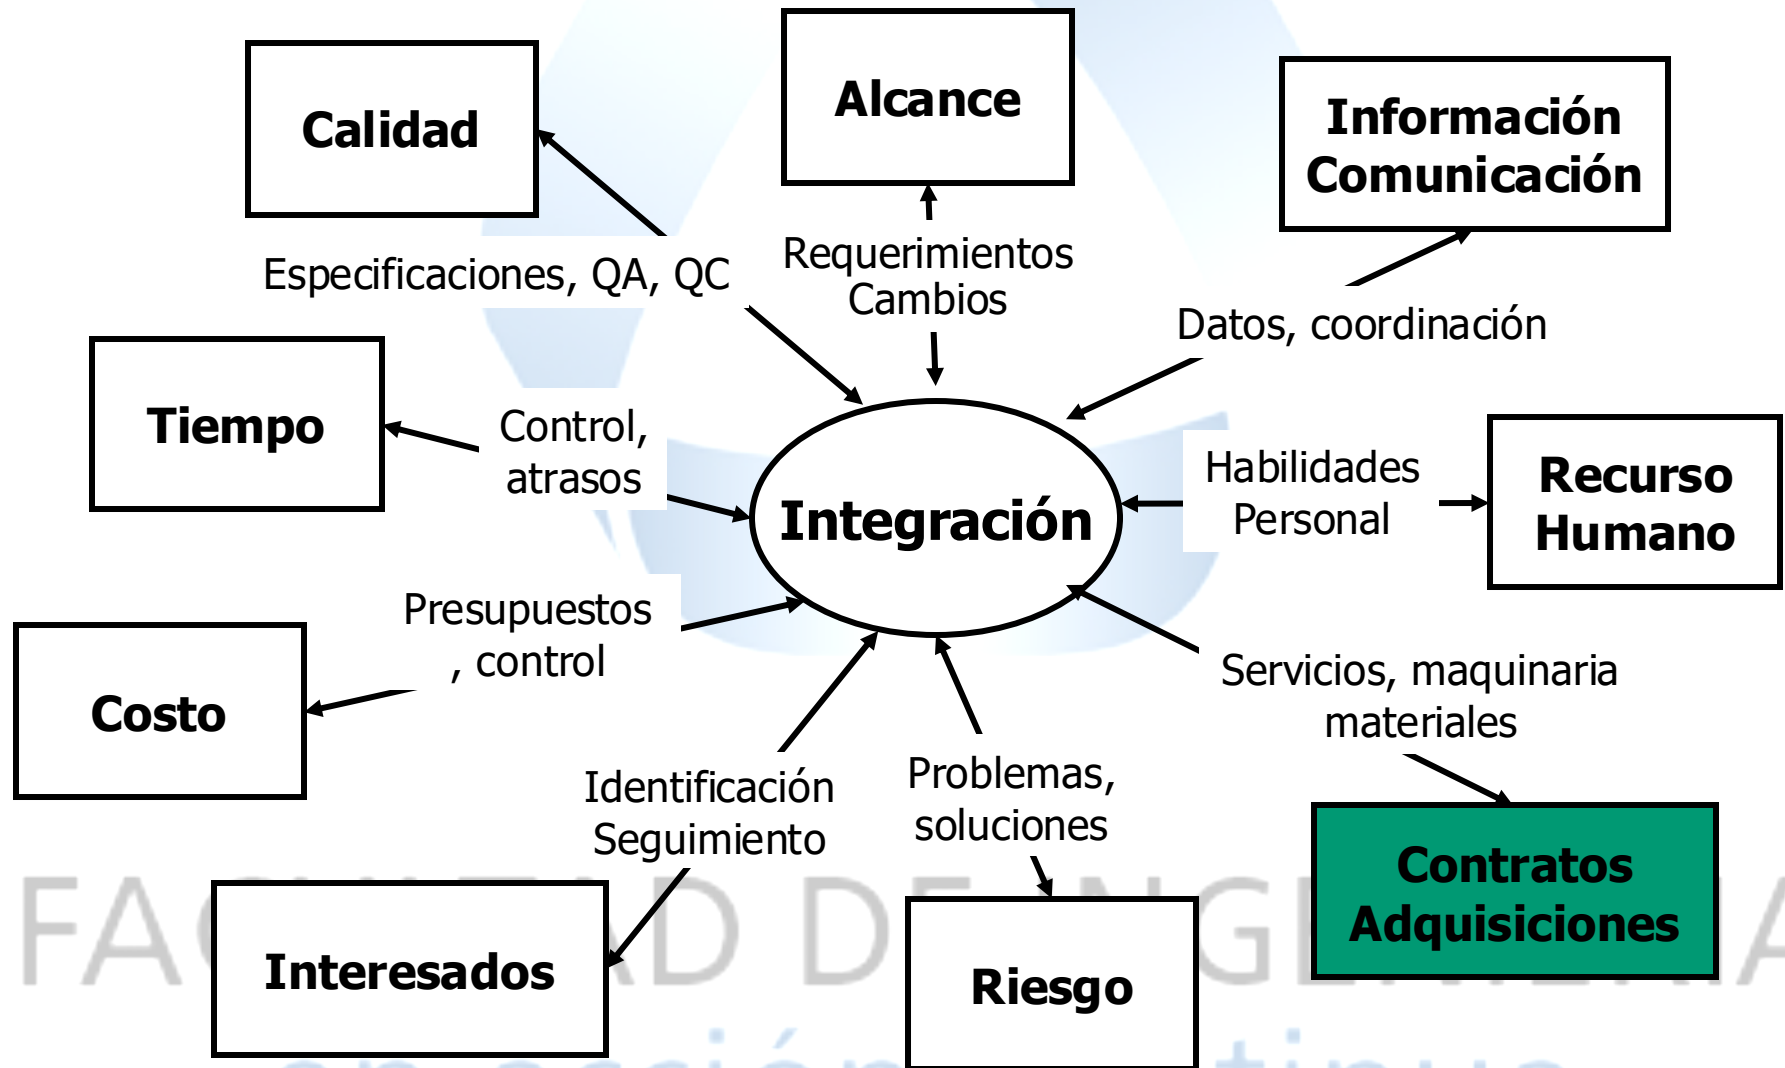 Alcance
Calidad
Información
Comunicación
Requerimientos
Cambios
Especificaciones, QA, QC
Datos, coordinación
Tiempo
Control,
atrasos
Habilidades
Personal
Recurso
Humano
Integración
Presupuestos
, control
Costo
Servicios, maquinaria
materiales
Identificación
Seguimiento
Problemas,
soluciones
Contratos
Adquisiciones
Interesados
Riesgo